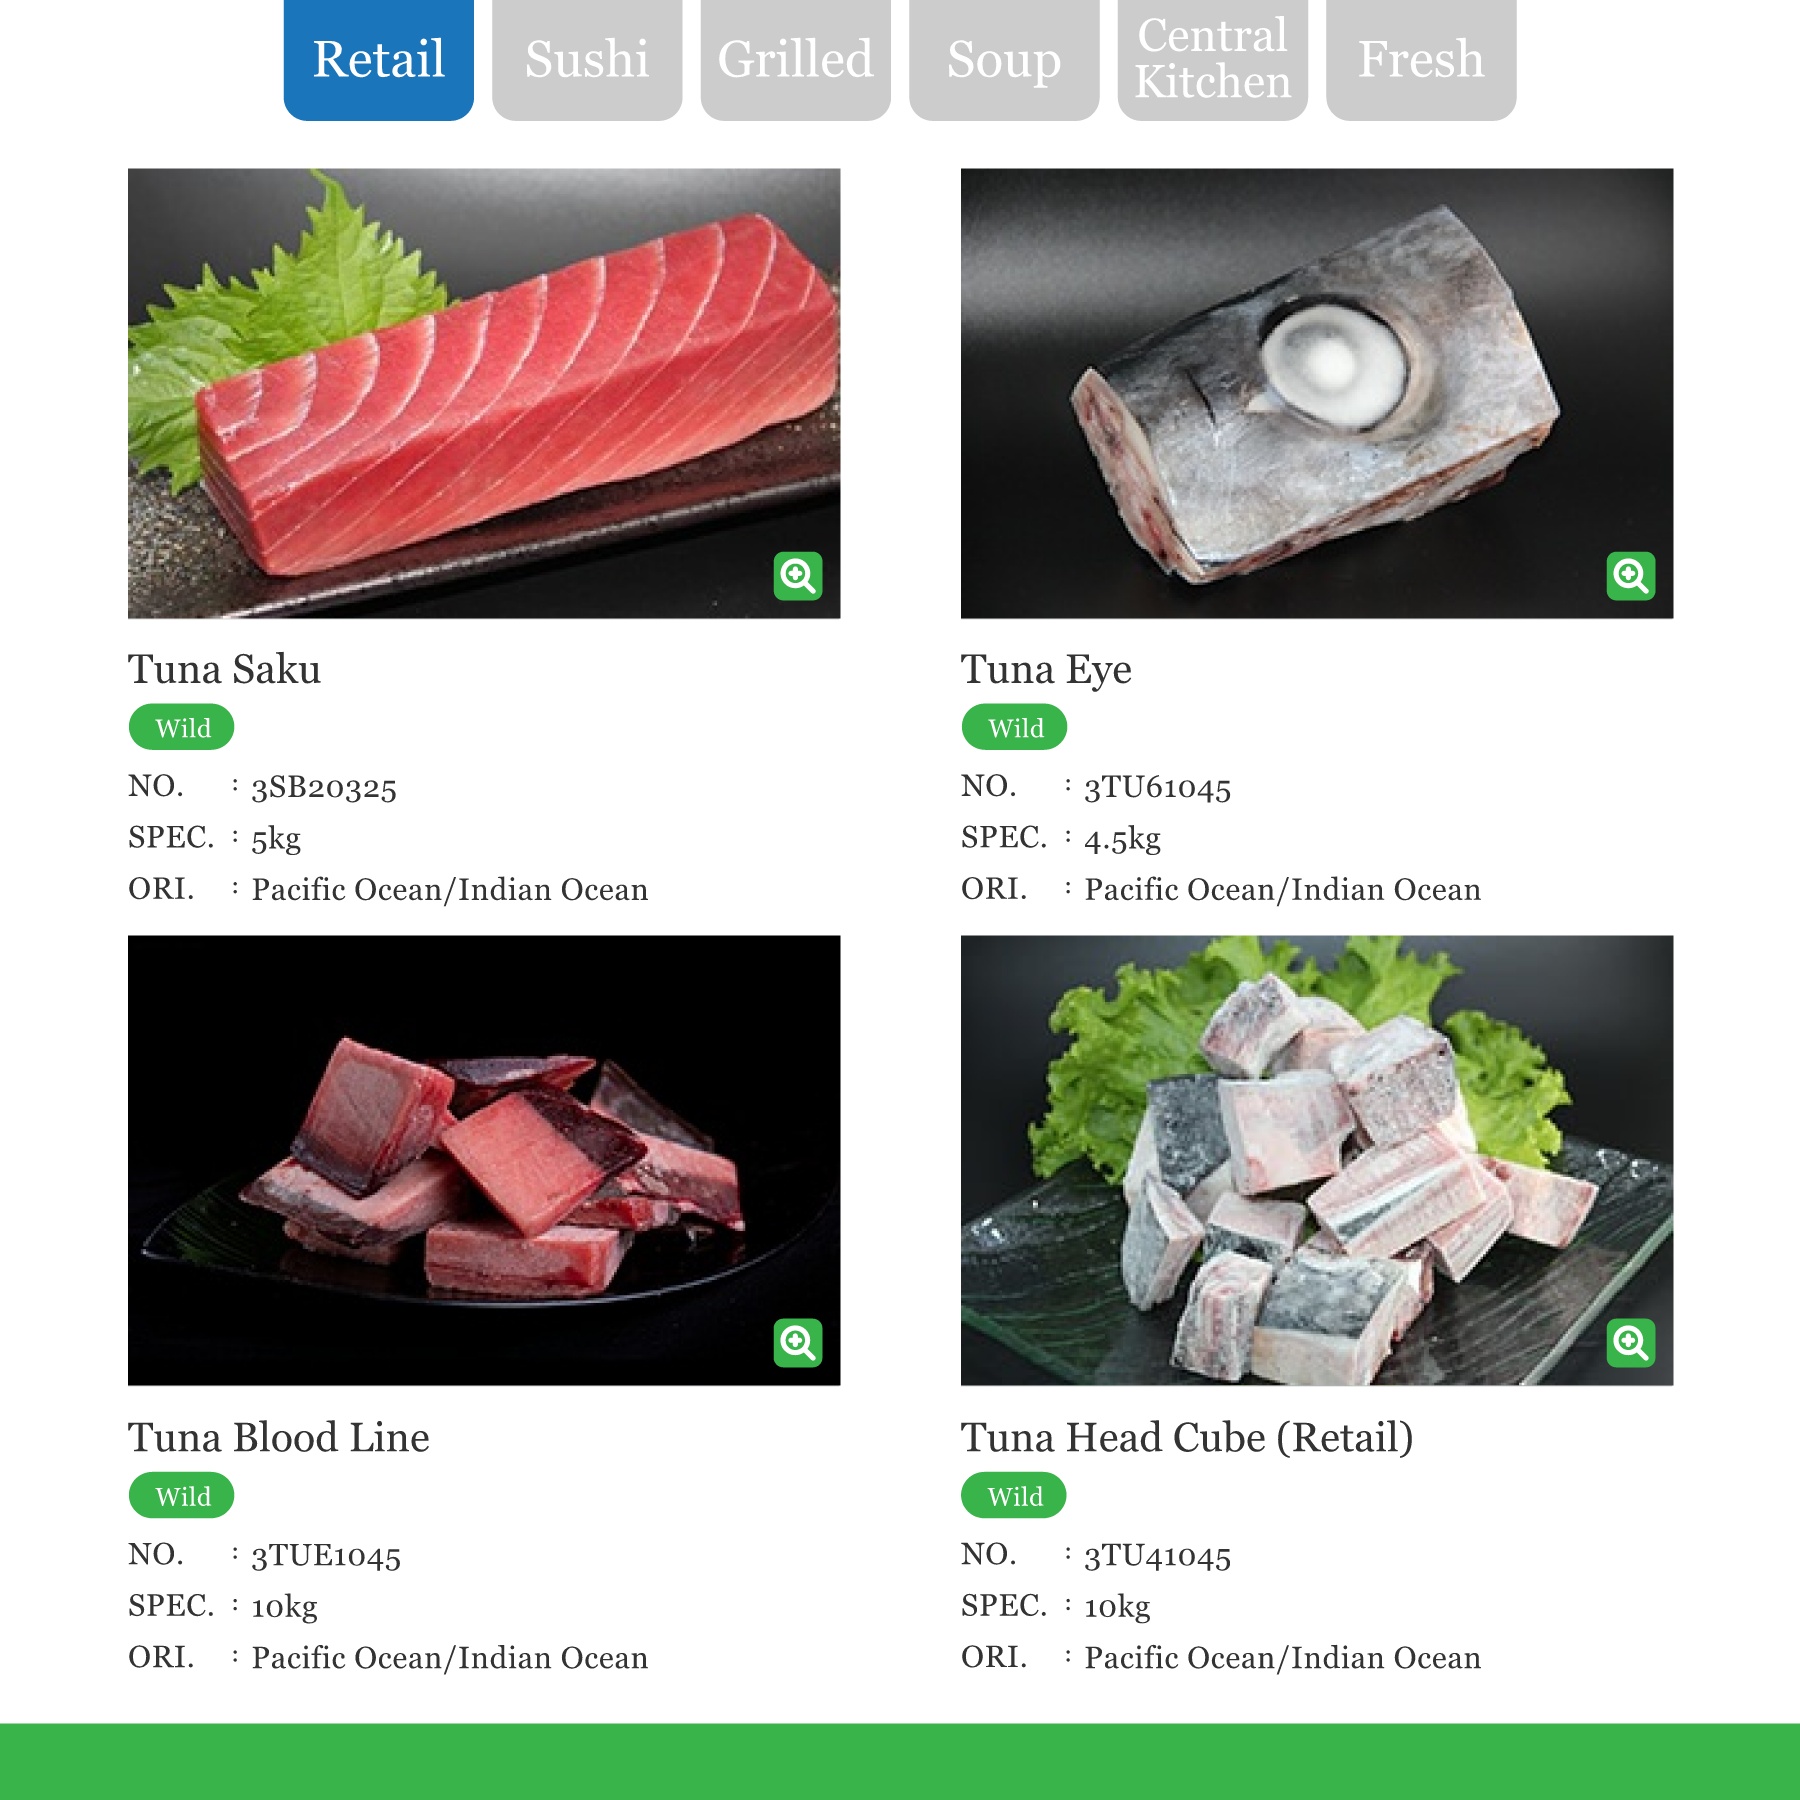 Retail
Sushi
Grilled
Soup
Central
Kitchen
Fresh
Tuna Saku
Wild
NO. : 3SB20325
SPEC. : 5kg
ORI. : Pacific Ocean/Indian Ocean
Tuna Eye
Wild
NO. : 3TU61045
SPEC. : 4.5kg
ORI. : Pacific Ocean/Indian Ocean
Tuna Blood Line
Wild
NO. : 3TUE1045
SPEC. : 10kg
ORI. : Pacific Ocean/Indian Ocean
Tuna Head Cube (Retail)
Wild
NO. : 3TU41045
SPEC. : 10kg
ORI. : Pacific Ocean/Indian Ocean